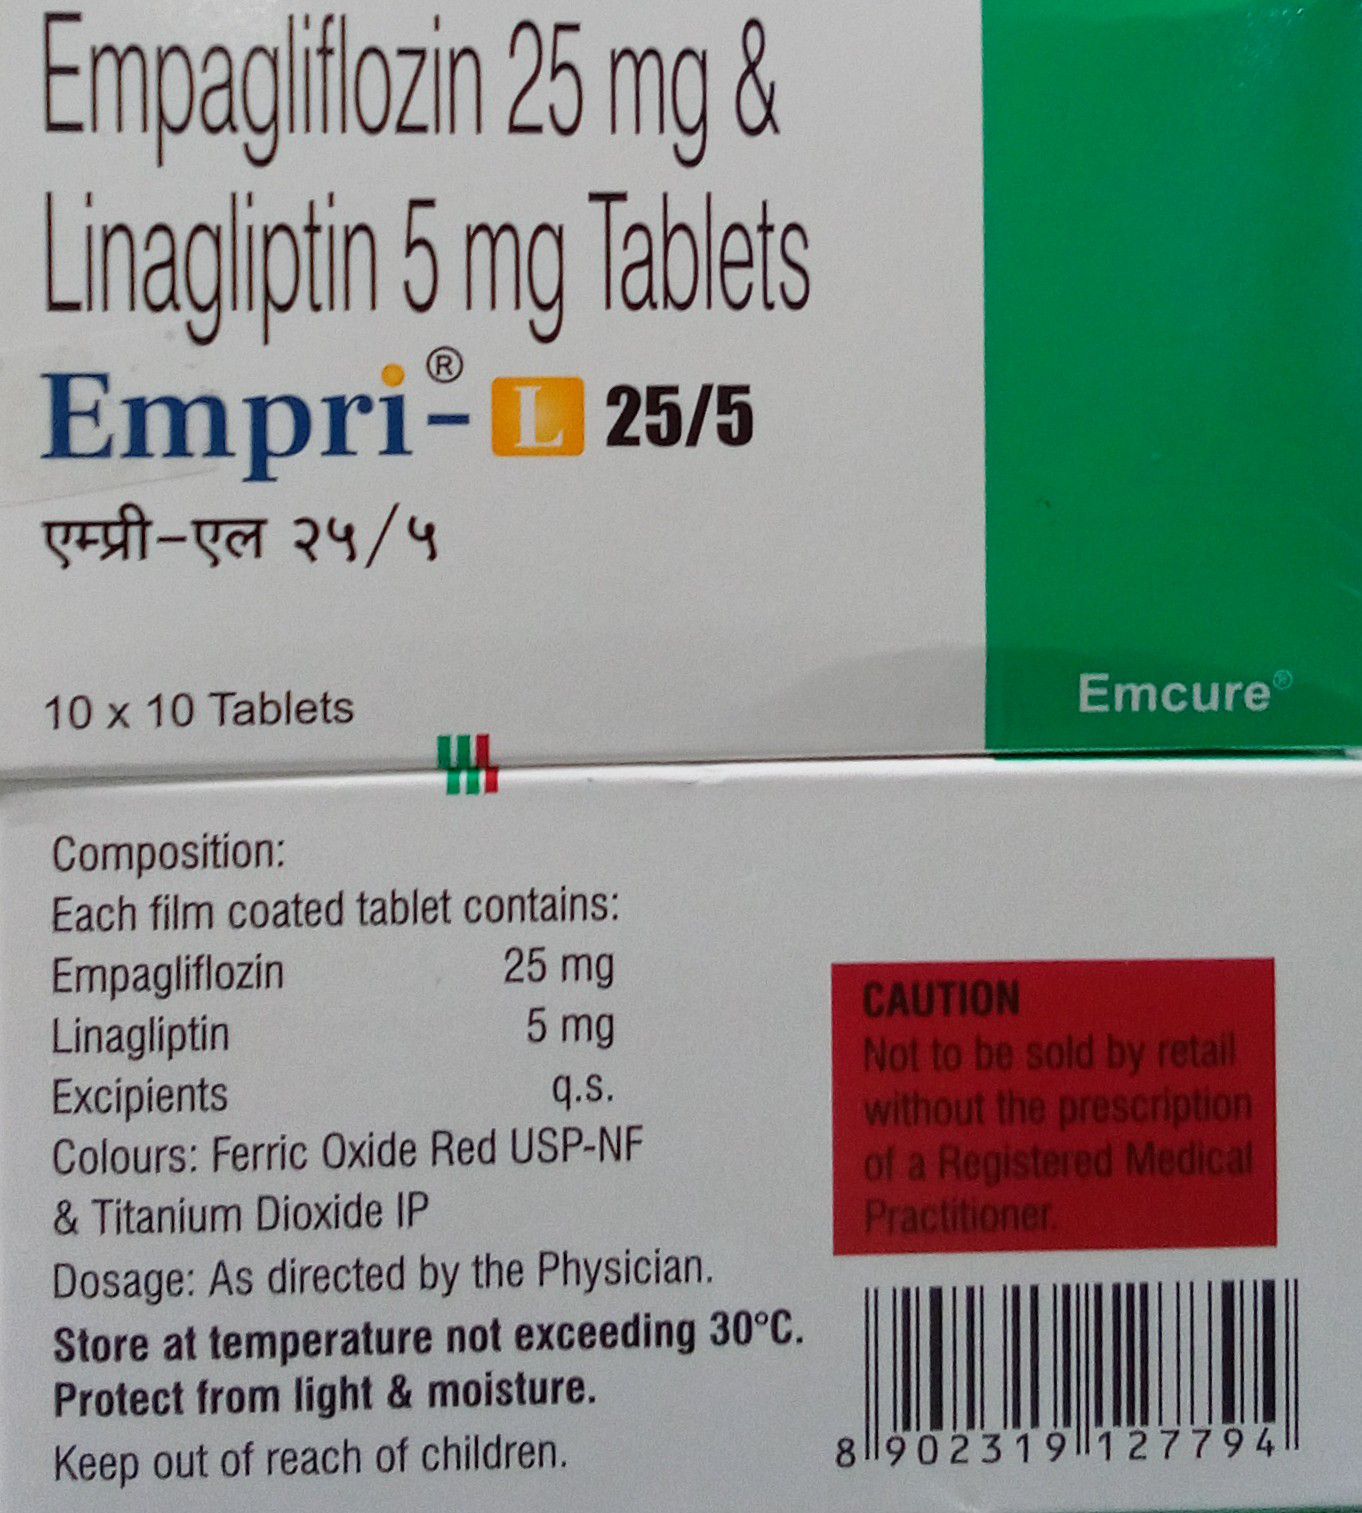 Empagliflozin 25 mg &
Linagliptin 5 mg Tablets
Empri-® L 25/5
एम्प्री-एल २५/५
10 x 10 Tablets
Emcure®
Composition:
Each film coated tablet contains:
Empagliflozin 25 mg
Linagliptin 5 mg
Excipients q.s.
Colours: Ferric Oxide Red USP-NF
& Titanium Dioxide IP
Dosage: As directed by the Physician.
Store at temperature not exceeding 30°C.
Protect from light & moisture.
Keep out of reach of children.
CAUTION
Not to be sold by retail
without the prescription
of a Registered Medical
Practitioner.
8 902319 127794